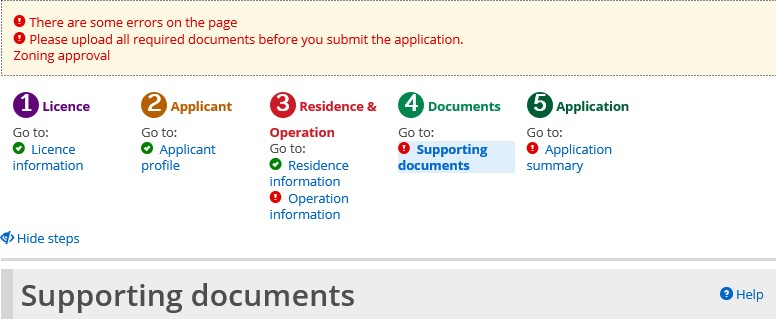 There are some errors on the page
Please upload all required documents before you submit the application.
Zoning approval
1 Licence
Go to:
Licence
information
2 Applicant
Go to:
Applicant
profile
3 Residence &
Operation
Go to:
Residence
information
Operation
information
4 Documents
Go to:
Supporting
documents
5 Application
Go to:
Application
summary
Hide steps
Supporting documents
Help